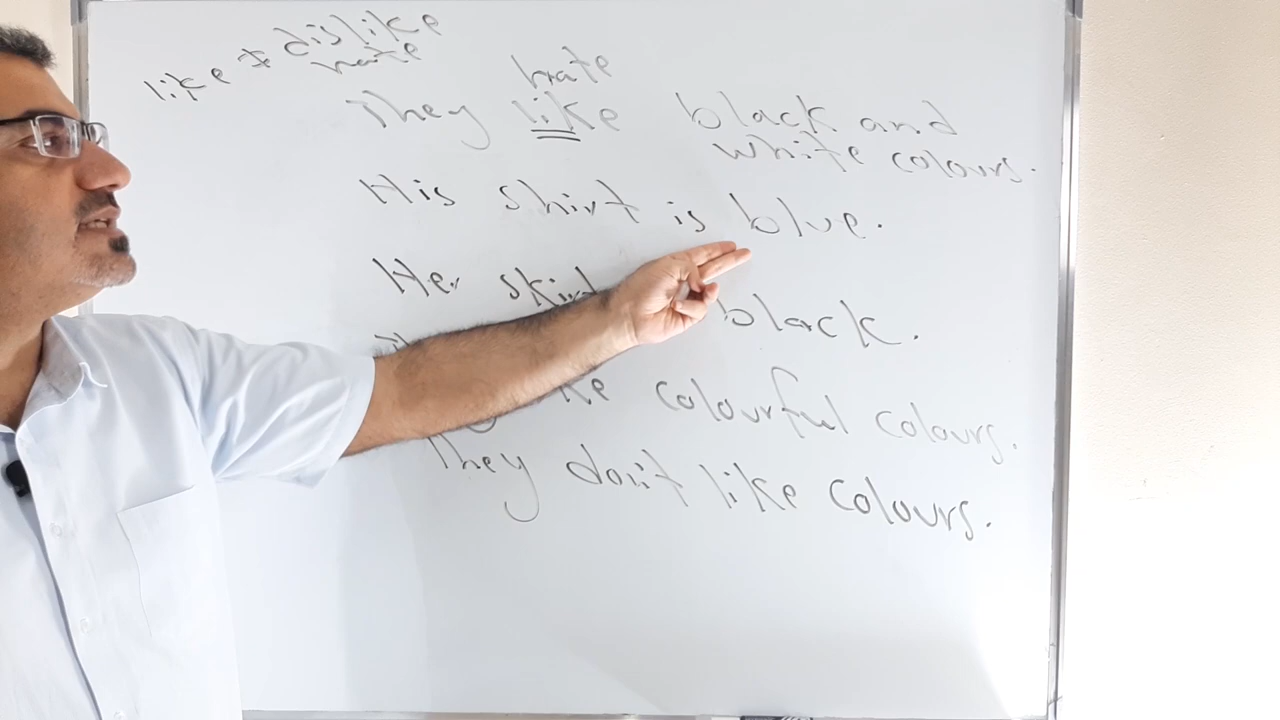 like ≠ dislike
hate
hate
They like black and
white colours.
His shirt is blue.
Her skirt black.
colourful colours.
They don't like colours.